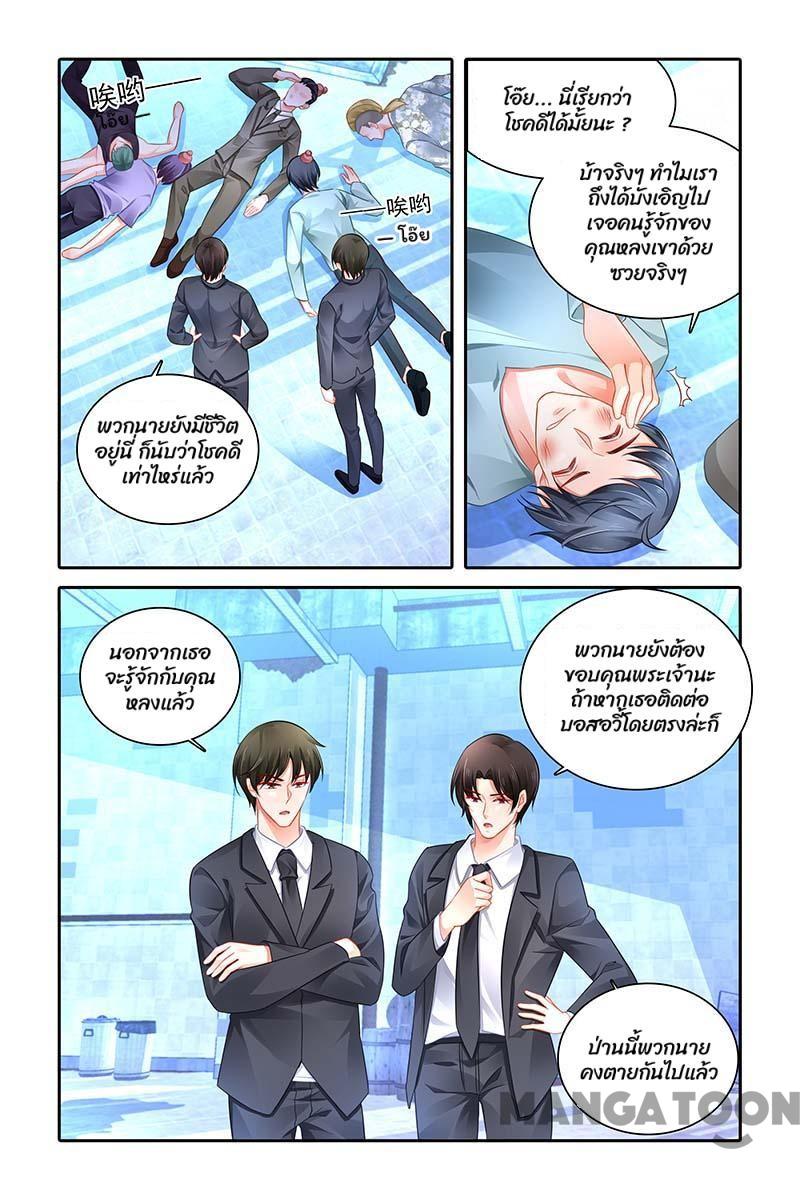 唉哟——
โอ๊ย—
——唉哟
— โอ๊ย
พวกนายยังมีชีวิต
อยู่นี่ ก็นับว่าโชคดี
เท่าไหร่แล้ว
โอ๊ย... นี่เรียกว่า
โชคดีได้มั้ยนะ ?
บ้าจริงๆ ทำไมเรา
ถึงได้บังเอิญไป
เจอคนรู้จักของ
คุณหลงเขาด้วย
ซวยจริงๆ
นอกจากเธอ
จะรู้จักกับคุณ
หลงแล้ว
พวกนายยังต้อง
ขอบคุณพระเจ้านะ
ถ้าหากเธอติดต่อ
บอสอวี้โดยตรงล่ะก็
ป่านนี้พวกนาย
คงตายกันไปแล้ว
MANGATOON